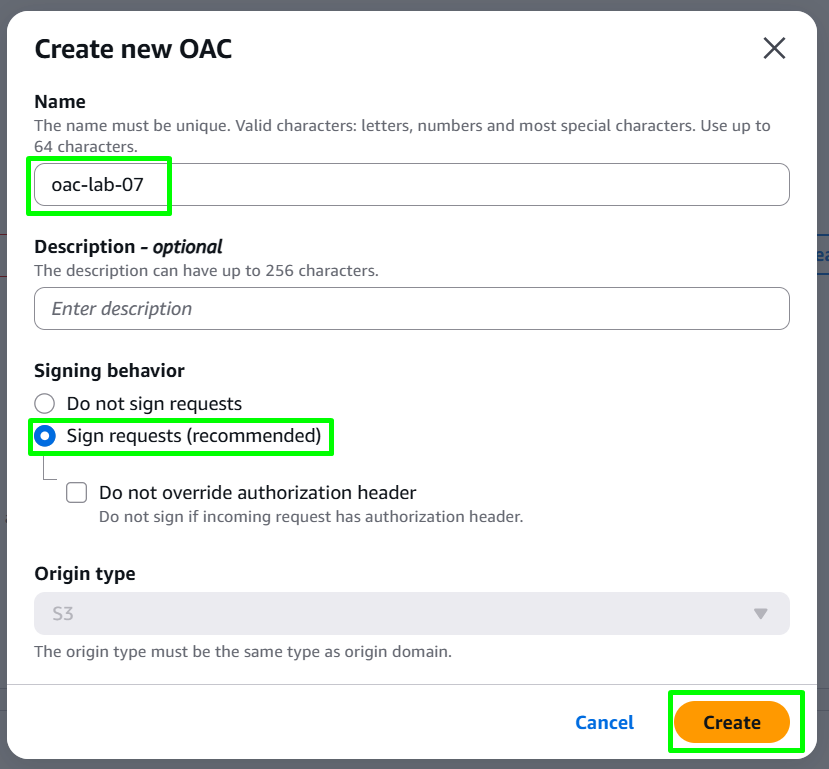 Create new OAC
Name
The name must be unique. Valid characters: letters, numbers and most special characters. Use up to
64 characters.
oac-lab-07
Description - optional
The description can have up to 256 characters.
Enter description
Signing behavior
Do not sign requests
Sign requests (recommended)
Do not override authorization header
Do not sign if incoming request has authorization header.
Origin type
S3
The origin type must be the same type as origin domain.
Cancel
Create